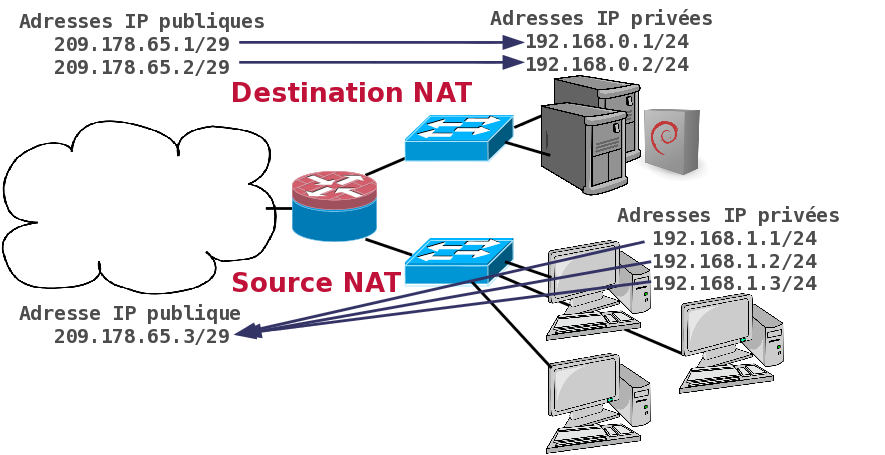 Adresses IP publiques
209.178.65.1/29
209.178.65.2/29
Adresses IP privées
192.168.0.1/24
192.168.0.2/24
Destination NAT
Adresses IP privées
192.168.1.1/24
192.168.1.2/24
192.168.1.3/24
Source NAT
Adresse IP publique
209.178.65.3/29